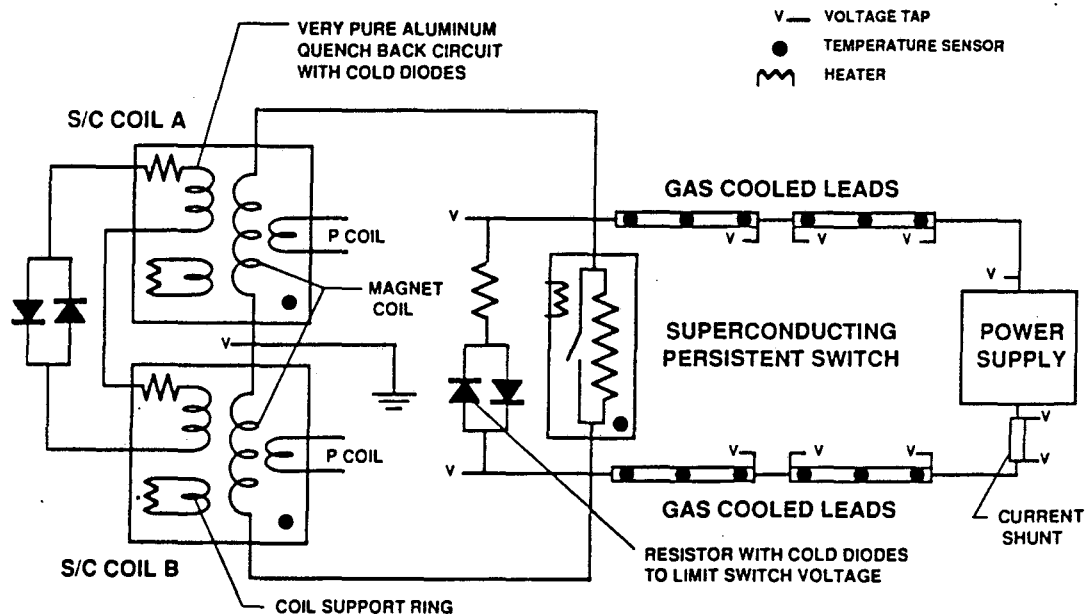 VERY PURE ALUMINUM
QUENCH BACK CIRCUIT
WITH COLD DIODES
V VOLTAGE TAP
TEMPERATURE SENSOR
HEATER
S/C COIL A
GAS COOLED LEADS
V
V V V
P COIL
V
MAGNET
COIL
SUPERCONDUCTING
PERSISTENT SWITCH
POWER
SUPPLY
V
V
P COIL
V
V V V
V
GAS COOLED LEADS
CURRENT
SHUNT
S/C COIL B
RESISTOR WITH COLD DIODES
TO LIMIT SWITCH VOLTAGE
COIL SUPPORT RING